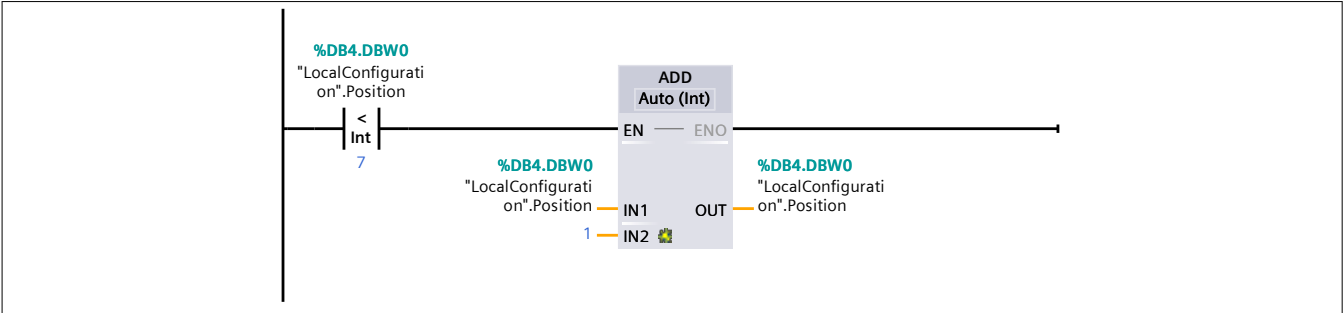 %DB4.DBW0
"LocalConfigurati
on".Position
<
Int
7
ADD
Auto (Int)
EN
ENO
%DB4.DBW0
"LocalConfigurati
on".Position
IN1
1
IN2
OUT
%DB4.DBW0
"LocalConfigurati
on".Position